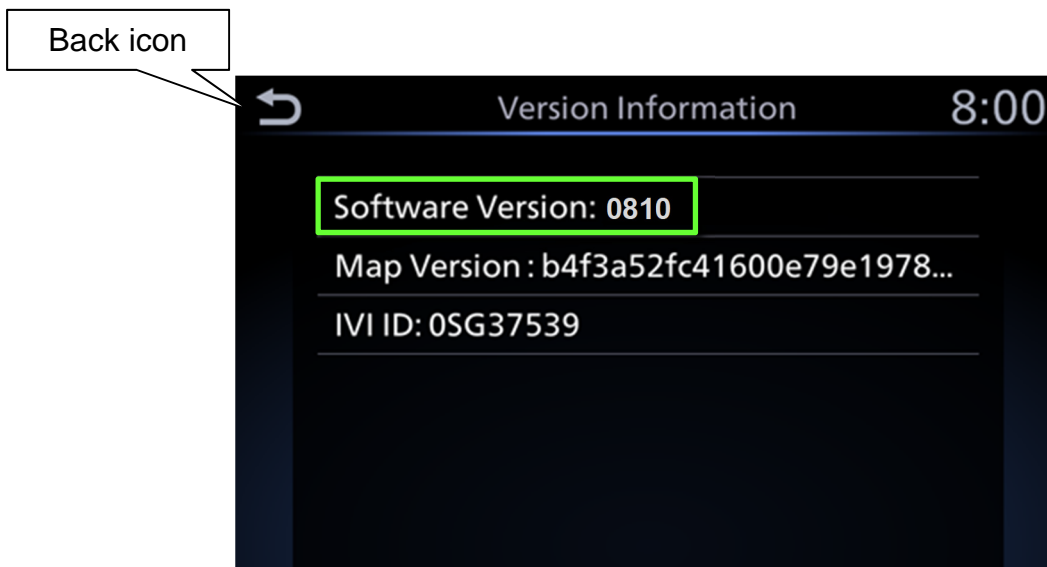 Back icon
Version Information 8:00
Software Version: 0810
Map Version : b4f3a52fc41600e79e1978...
IVI ID: 0SG37539